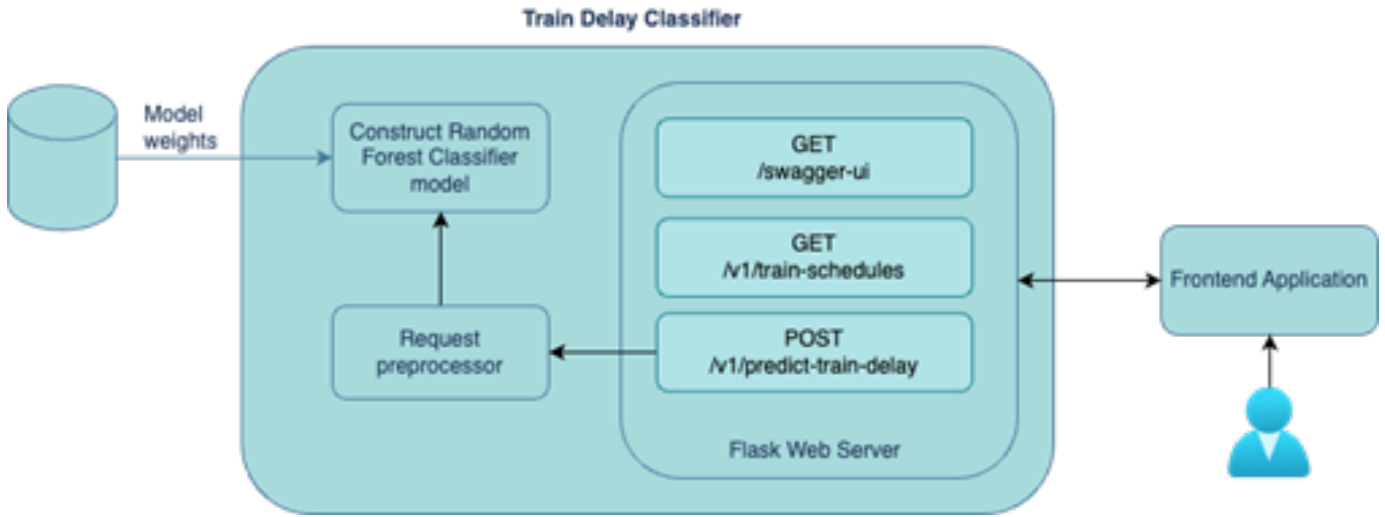 Train Delay Classifier
Model
weights
Construct Random
Forest Classifier
model
GET
/swagger-ui
GET
/v1/train-schedules
Frontend Application
Request
preprocessor
POST
/v1/predict-train-delay
Flask Web Server